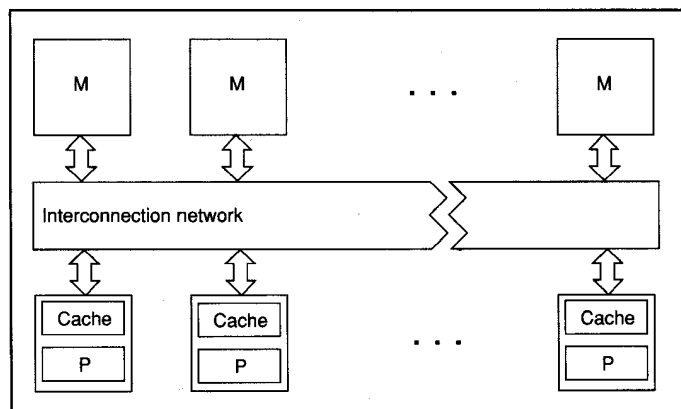 M
M
. . .
M
Interconnection network
Cache
P
Cache
P
. . .
Cache
P